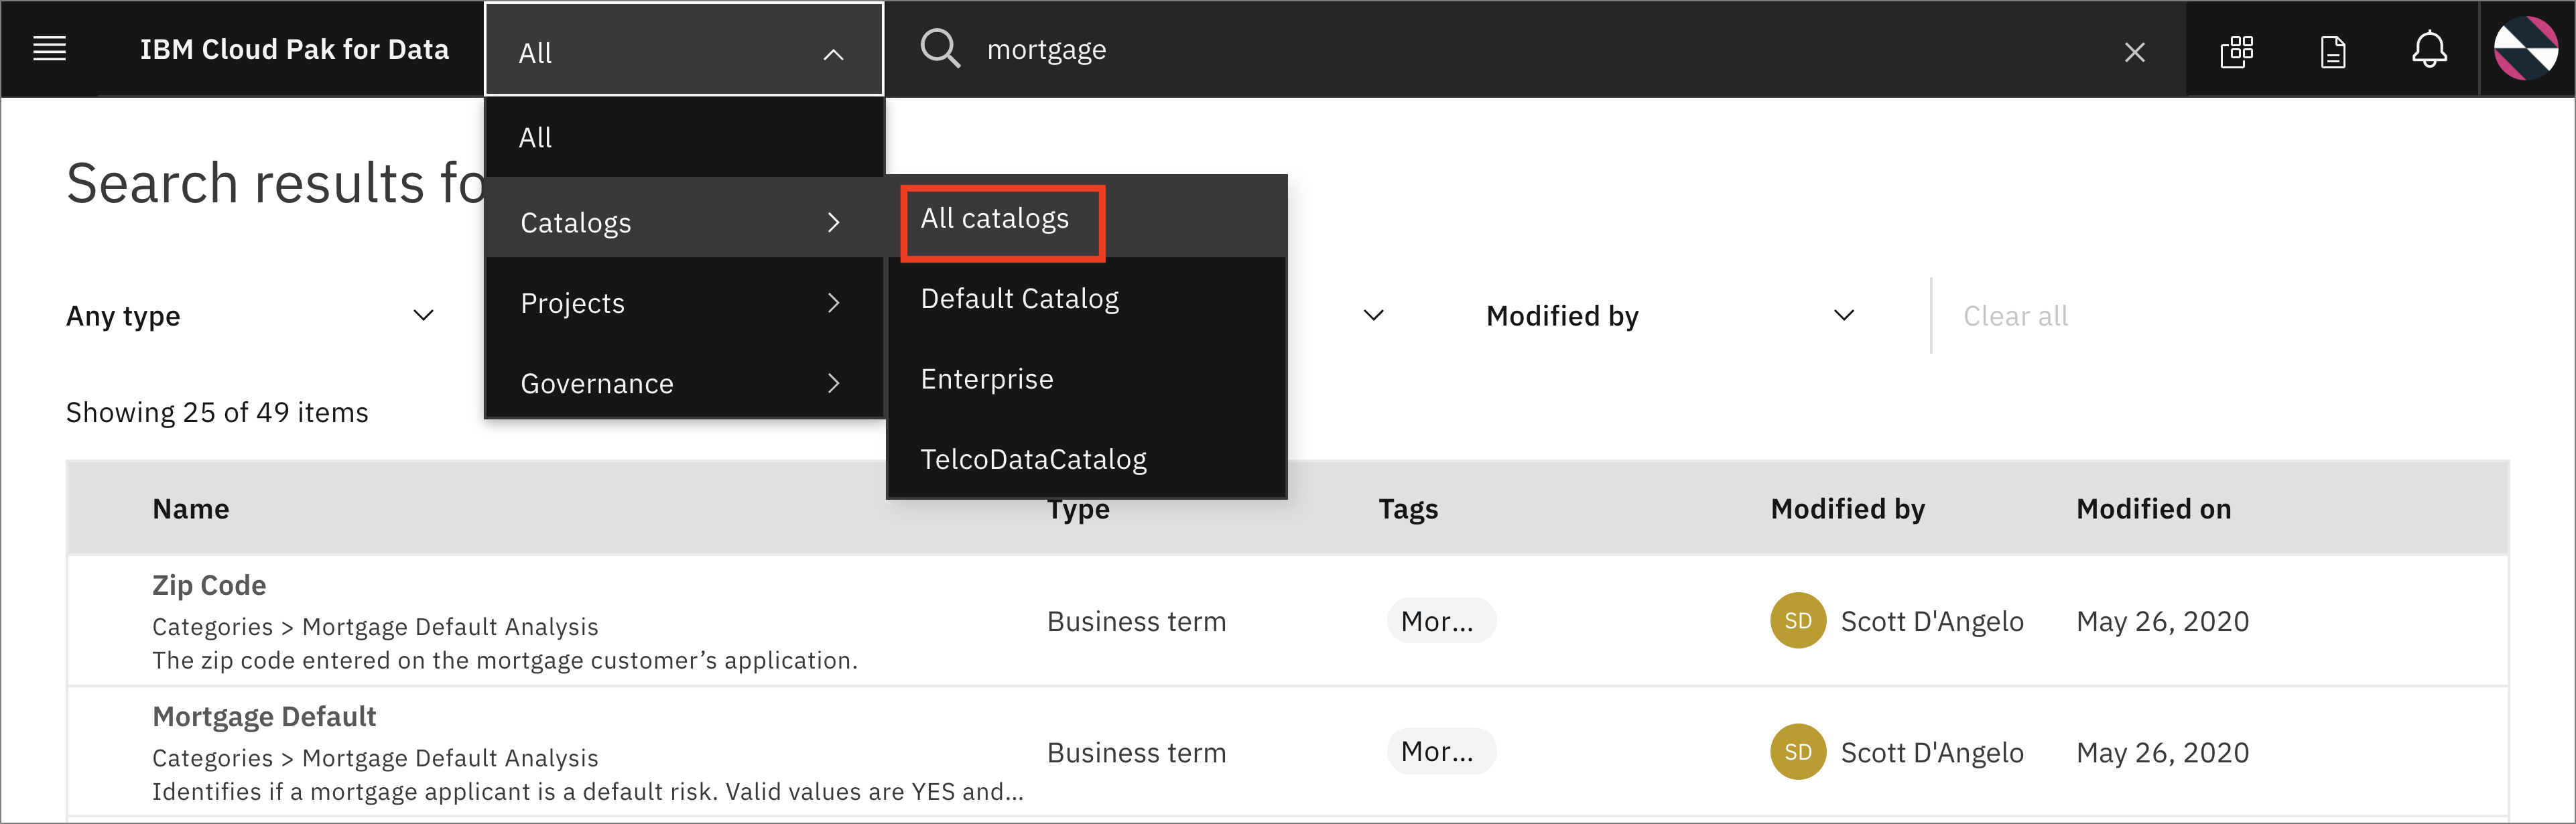 IBM Cloud Pak for Data
All
mortgage
All
Catalogs
Projects
Governance
All catalogs
Default Catalog
Enterprise
TelcoDataCatalog
Search results fo
Any type
Modified by
Clear all
Showing 25 of 49 items
Name Type Tags Modified by Modified on
Zip Code
Categories > Mortgage Default Analysis
The zip code entered on the mortgage customer’s application.
Business term
Mor...
SD
Scott D'Angelo
May 26, 2020
Mortgage Default
Categories > Mortgage Default Analysis
Identifies if a mortgage applicant is a default risk. Valid values are YES and...
Business term
Mor...
SD
Scott D'Angelo
May 26, 2020